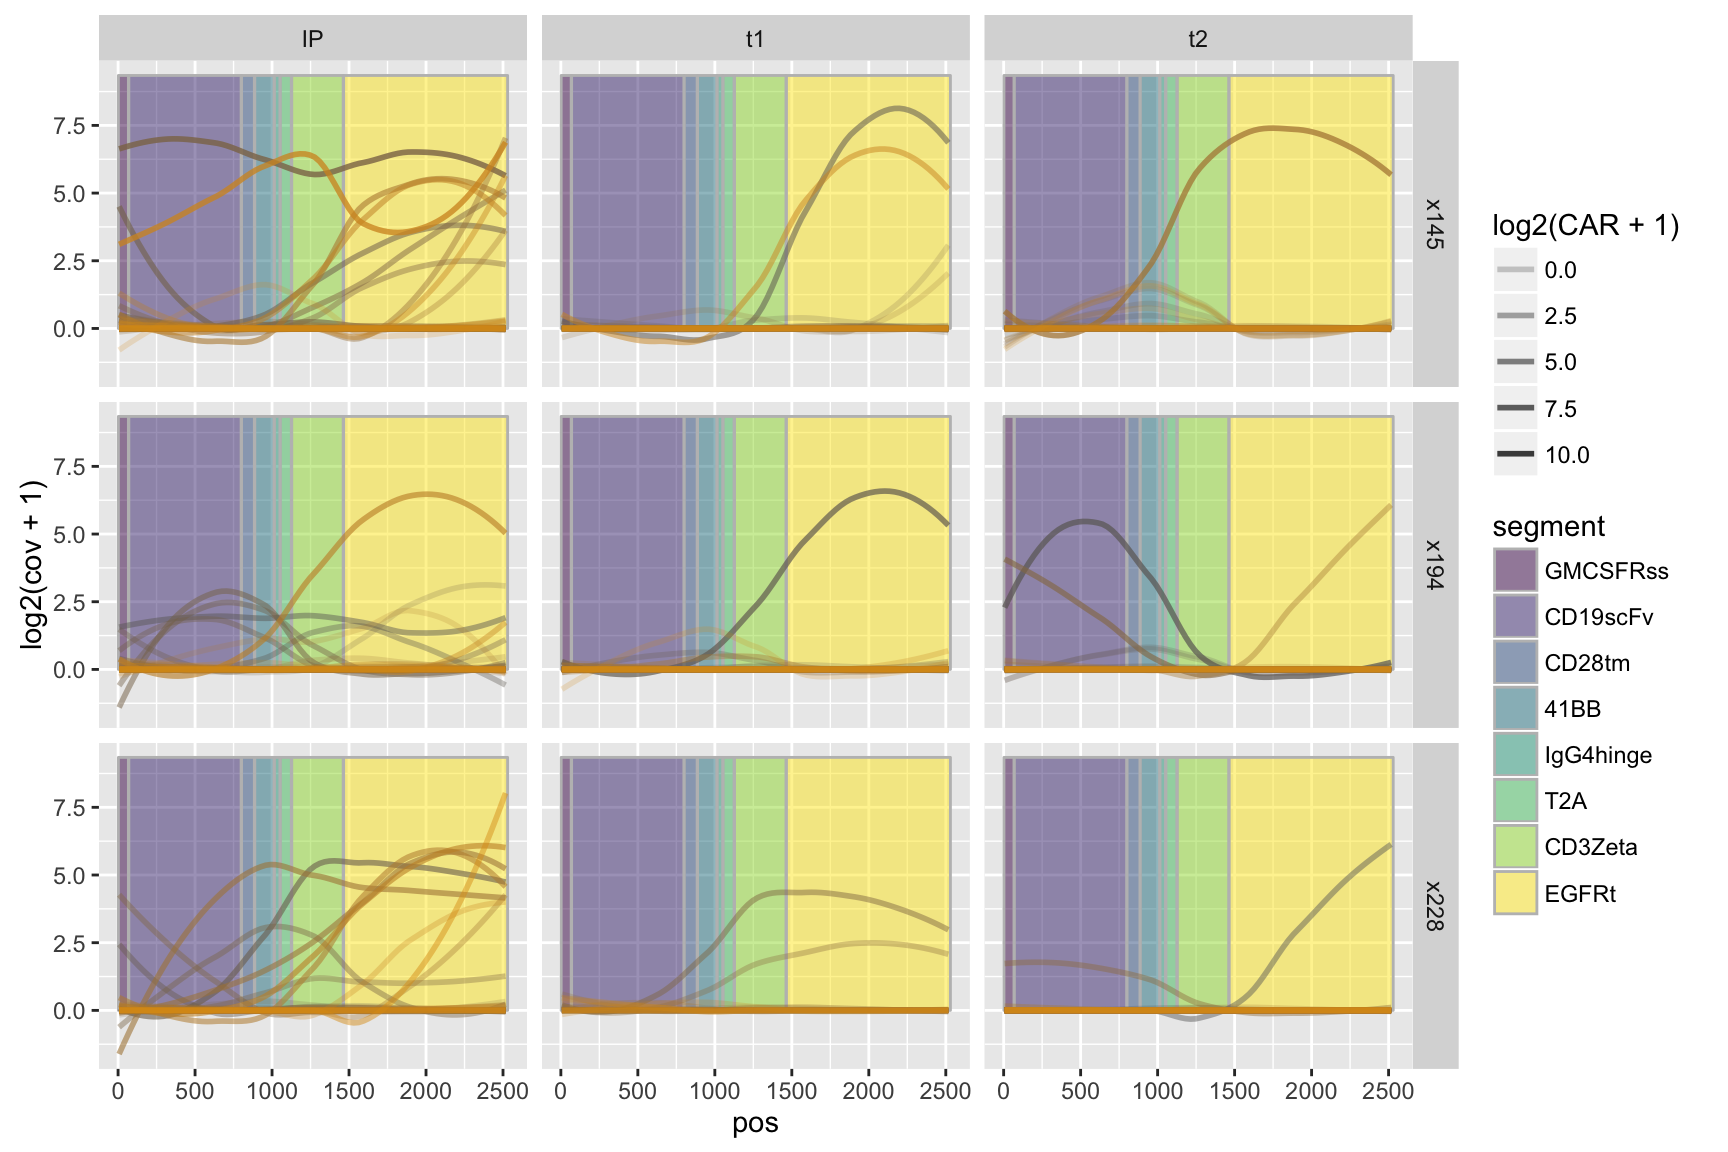 IP
t1
t2
7.5
5.0
2.5
0.0
x145
7.5
5.0
2.5
0.0
x194
7.5
5.0
2.5
0.0
x228
0 500 1000 1500 2000 2500
0 500 1000 1500 2000 2500
0 500 1000 1500 2000 2500
pos
log2(cov + 1)
log2(CAR + 1)
0.0
2.5
5.0
7.5
10.0
segment
GMCSFRss
CD19scFv
CD28tm
41BB
IgG4hinge
T2A
CD3Zeta
EGFRt